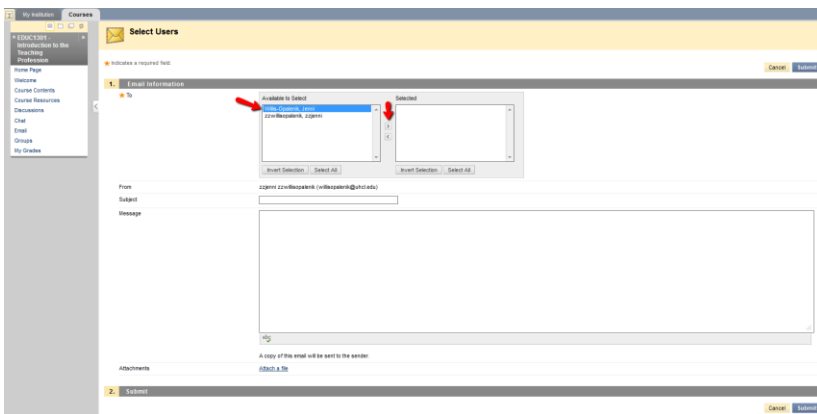 My Institution Courses
EDUC1301 -
Introduction to the
Teaching
Profession
Home Page
Welcome
Course Contents
Course Resources
Discussions
Chat
Email
Groups
My Grades
Select Users
Indicates a required field.
Cancel Submit
1. Email Information
To
Available to Select
Selected
Willis-Opalenik, Jenni
zzwillisopalenik, zzjenni
Invert Selection Select All
Invert Selection Select All
From
zzjenni zzwillisopalenik (willisopalenik@uhcl.edu)
Subject
Message
A copy of this email will be sent to the sender.
Attachments
Attach a file
2. Submit
Cancel Submit